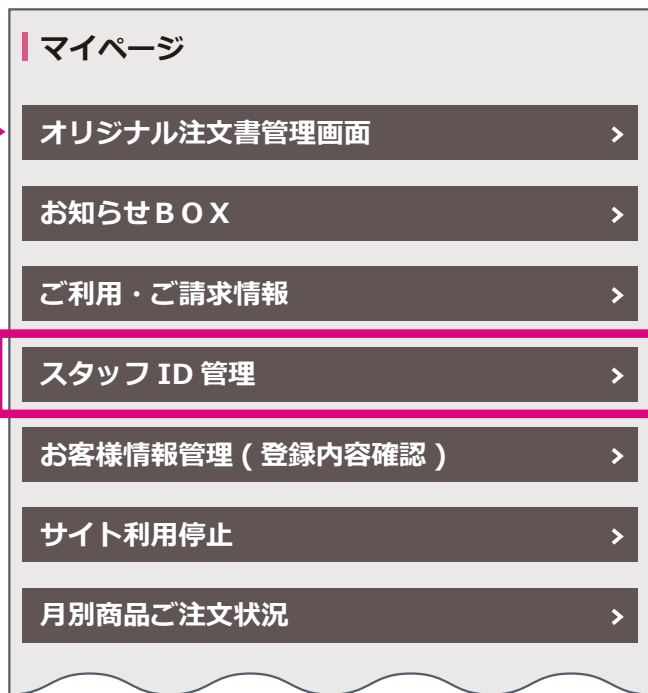 マイページ
オリジナル注文書管理画面
お知らせＢＯＸ
ご利用・ご請求情報
スタッフ ID 管理
お客様情報管理 ( 登録内容確認 )
サイト利用停止
月別商品ご注文状況